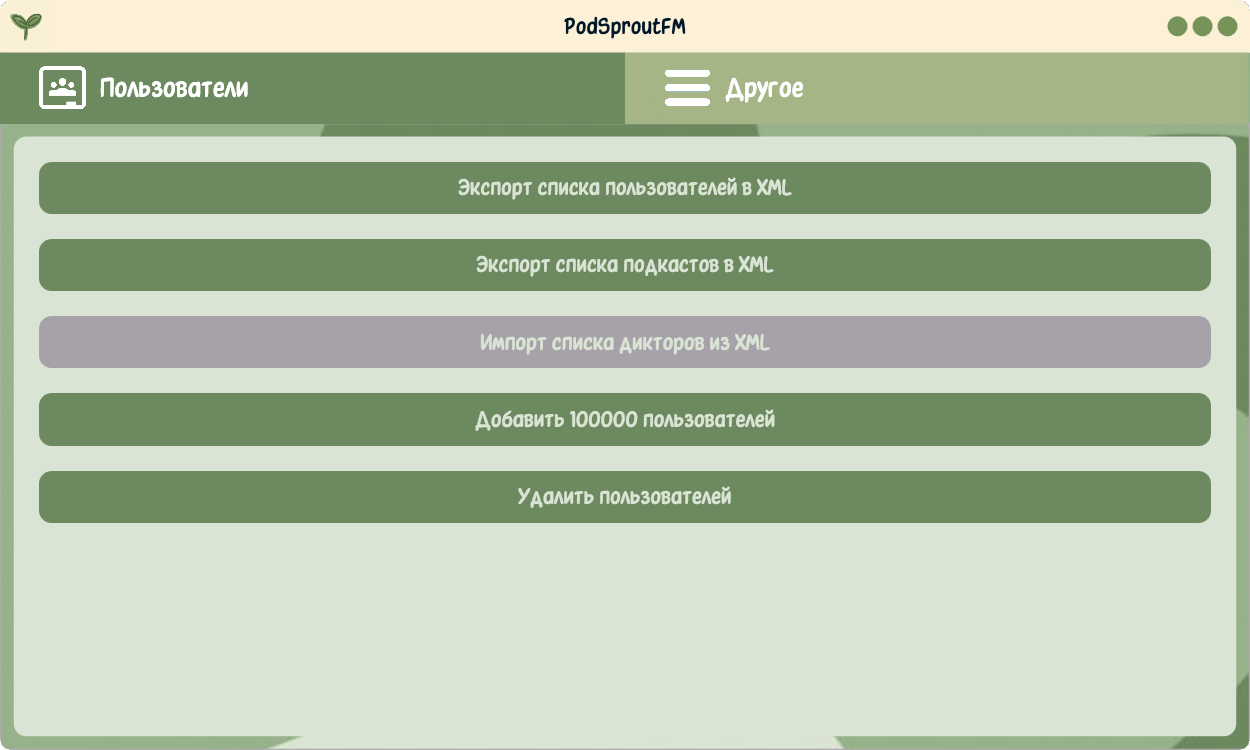 PodSproutFM
Пользователи
Другое
Экспорт списка пользователей в XML
Экспорт списка подкастов в XML
Импорт списка дикторов из XML
Добавить 100000 пользователей
Удалить пользователей